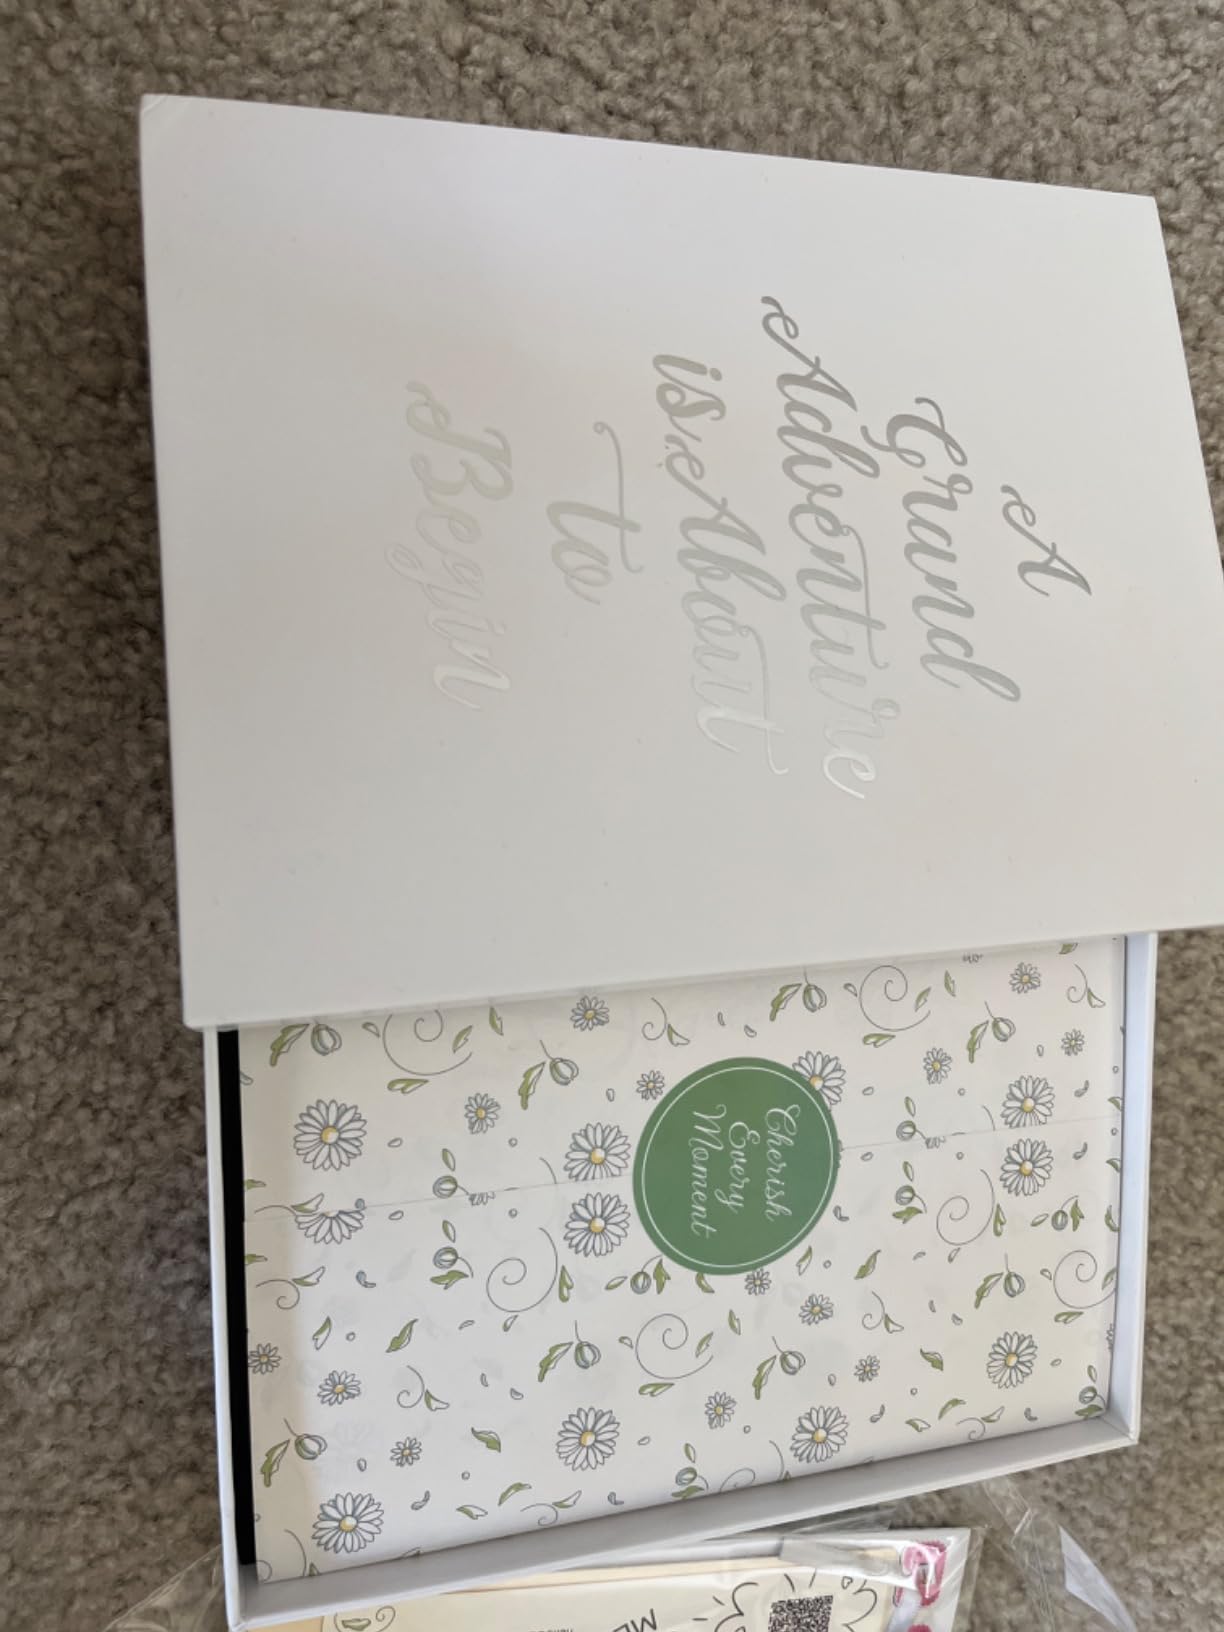 A
Grand
Adventure
is About
To
Begin
Cherish
Every
Moment